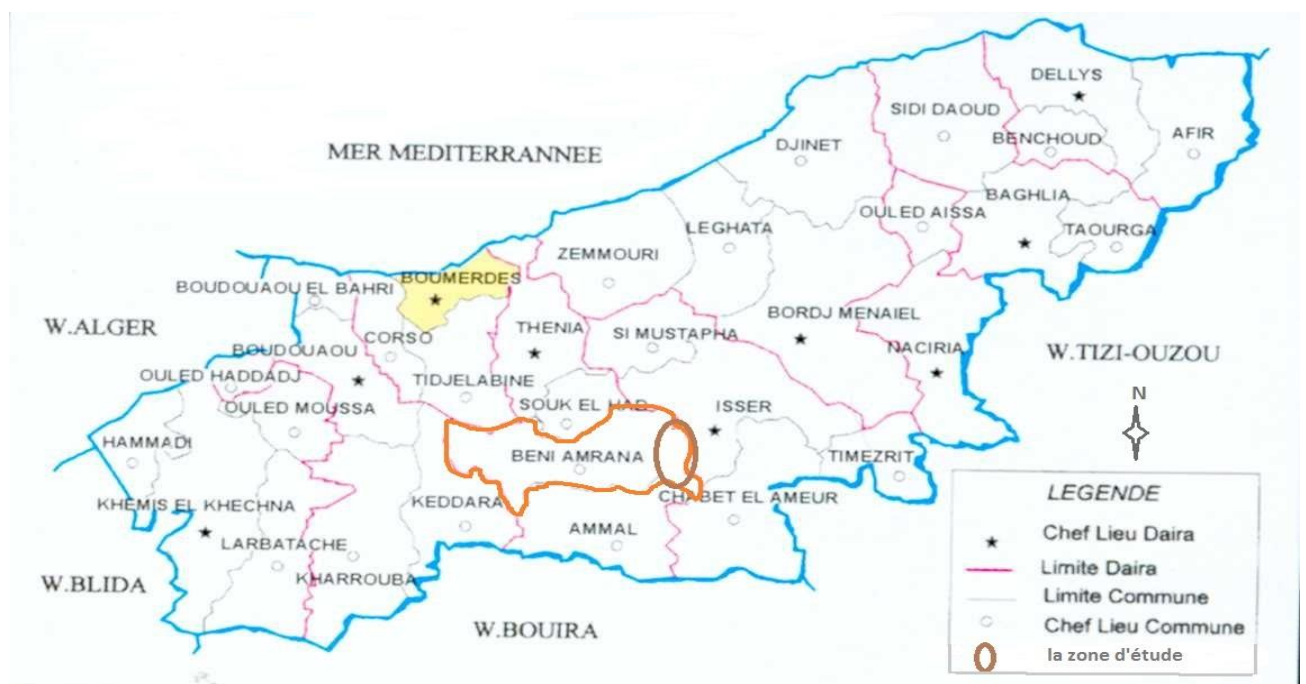 DELLYS
SIDI DAOUD
AFIR
BENCHOUD
DJINET
MER MEDITERRANNEE
BAGHLIA
OULED AISSA
LEGHATA
TAOURGA
ZEMMOURI
BOUMERDES
BOUDOUAOU EL BAHRI
BORDJ MENAIEL
W.ALGER
THENIA
SI MUSTAPHA
CORSO
NACIRIA
BOUDOUAOU
W.TIZI-OUZOU
OULED HADDADJ
TIDJELABINE
N
OULED MOUSSA
SOUK EL HAD
ISSER
HAMMADI
BENI AMRANA
TIMEZRIT
KHEMIS EL KHECHNA
KEDDARA
CHABET EL AMEUR
AMMAL
LARBATACHE
KHARROUBA
W.BLIDA
W.BOUIRA
LEGENDE
Chef Lieu Daira
Limite Daira
Limite Commune
Chef Lieu Commune
la zone d'étude